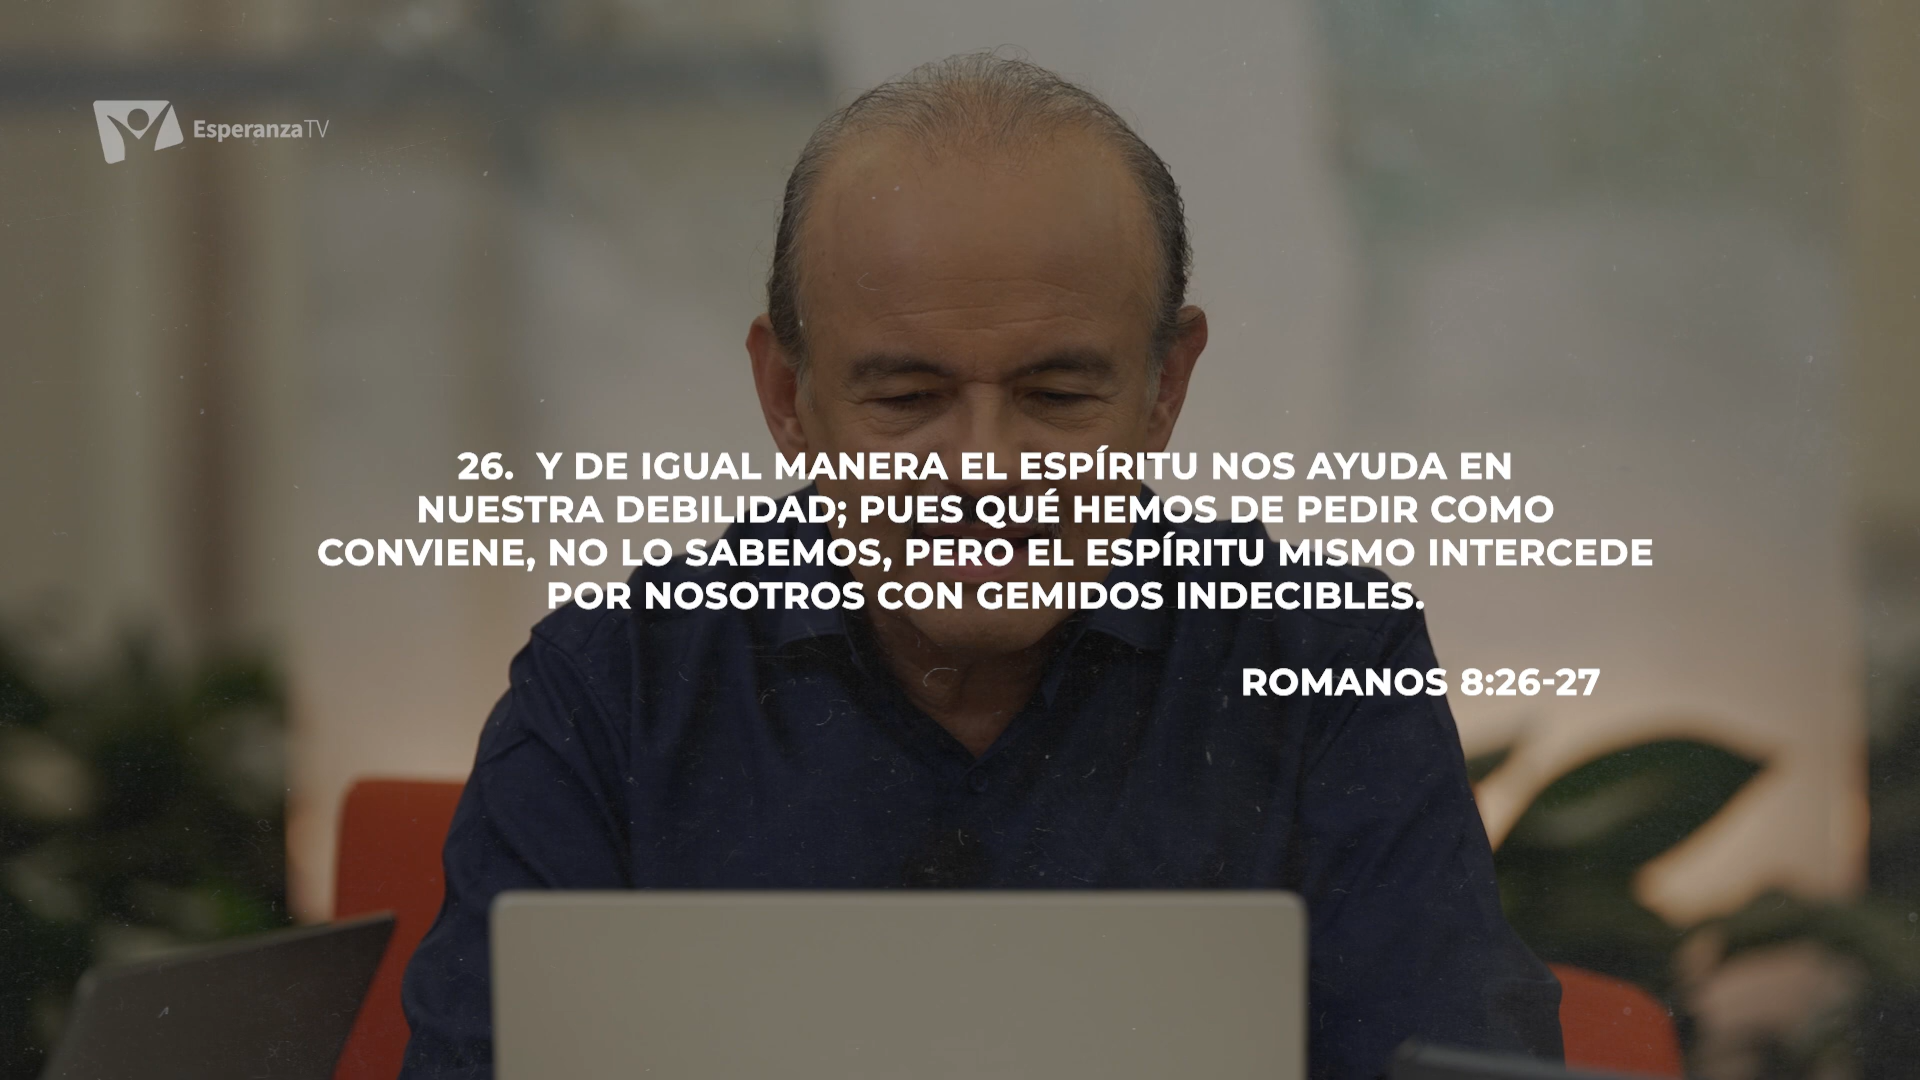 EsperanzaTV
26. Y DE IGUAL MANERA EL ESPÍRITU NOS AYUDA EN
NUESTRA DEBILIDAD; PUES QUÉ HEMOS DE PEDIR COMO
CONVIENE, NO LO SABEMOS, PERO EL ESPÍRITU MISMO INTERCEDE
POR NOSOTROS CON GEMIDOS INDECIBLES.
ROMANOS 8:26-27